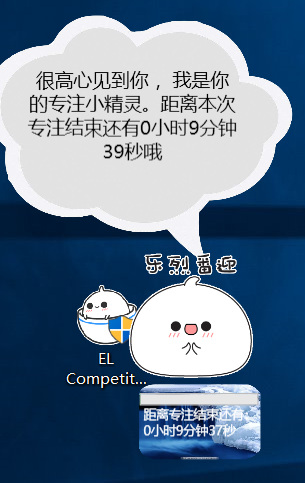 很高心见到你，我是你
的专注小精灵。距离本次
专注结束还有0小时9分钟
39秒哦
乐烈番迎
EL
Competit...
距离专注结束还有：
0小时9分钟37秒